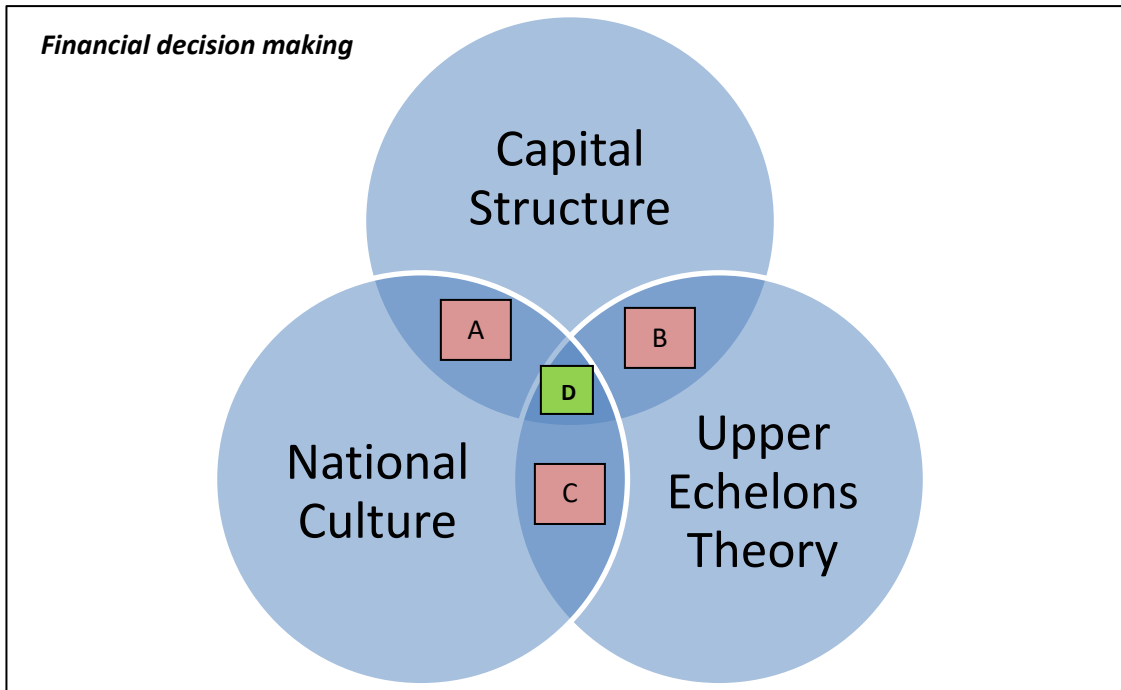 Financial decision making
Capital
Structure
A
B
D
National
Culture
C
Upper
Echelons
Theory